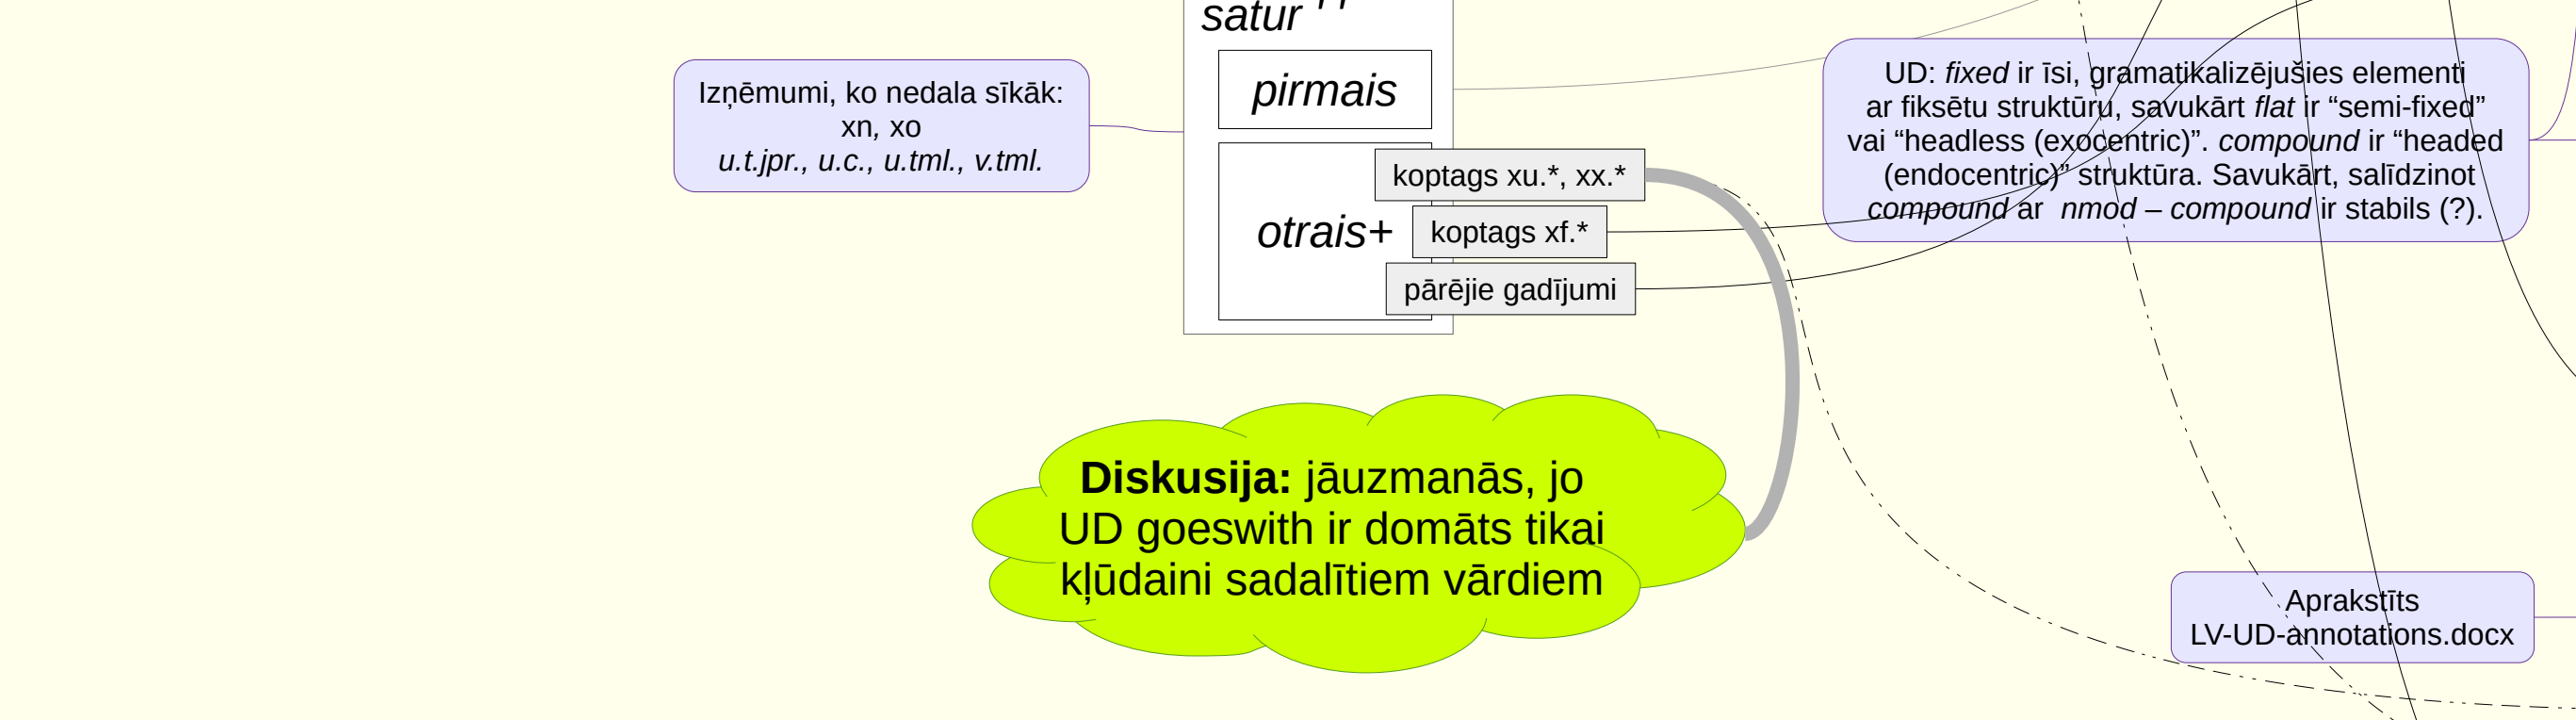 satur
pirmais
Izņēmumi, ko nedala sīkāk:
xn, xo
u.t.jpr., u.c., u.tml., v.tml.
otrais+
koptags xu.*, xx.*
koptags xf.*
pārējie gadījumi
UD: fixed ir īsi, gramatikalizējušies elementi
ar fiksētu struktūru, savukārt flat ir “semi-fixed”
vai “headless (exocentric)”. compound ir “headed
(endocentric)” struktūra. Savukārt, salīdzinot
compound ar nmod – compound ir stabils (?).
Diskusija: jāuzmanās, jo
UD goeswith ir domāts tikai
kļūdaini sadalītiem vārdiem
Aprakstīts
LV-UD-annotations.docx